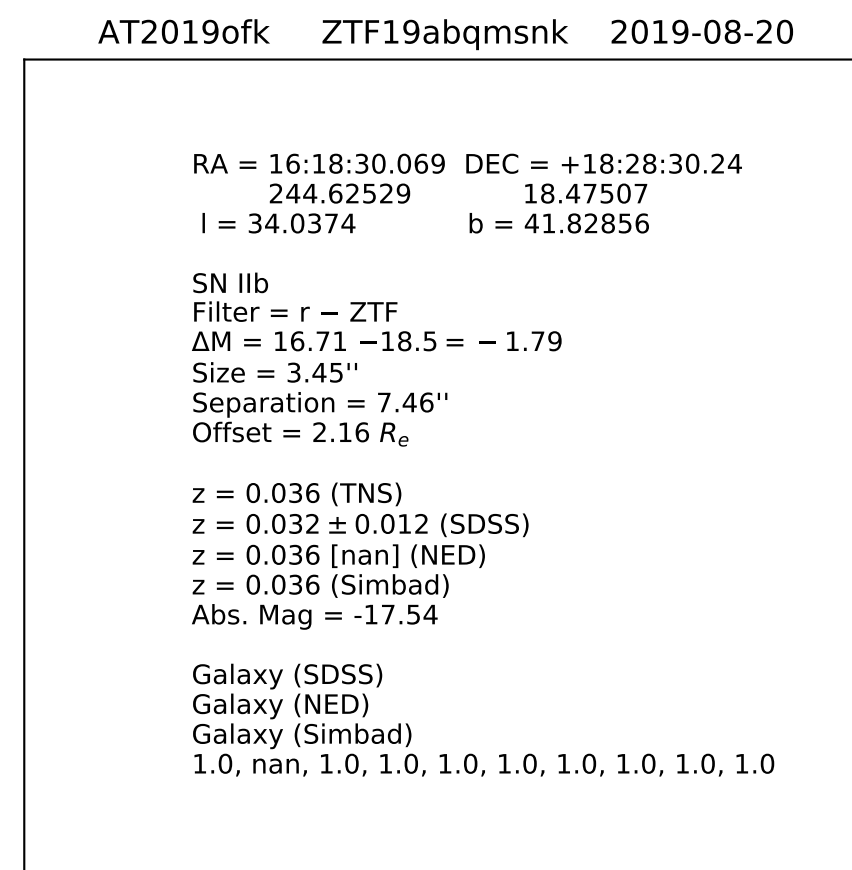 AT2019ofk ZTF19abqmsnk 2019-08-20
RA = 16:18:30.069 DEC = +18:28:30.24
244.62529 18.47507
l = 34.0374 b = 41.82856
SN IIb
Filter = r − ZTF
ΔM = 16.71 −18.5 = − 1.79
Size = 3.45''
Separation = 7.46''
Offset = 2.16 Rₑ
z = 0.036 (TNS)
z = 0.032 ± 0.012 (SDSS)
z = 0.036 [nan] (NED)
z = 0.036 (Simbad)
Abs. Mag = -17.54
Galaxy (SDSS)
Galaxy (NED)
Galaxy (Simbad)
1.0, nan, 1.0, 1.0, 1.0, 1.0, 1.0, 1.0, 1.0, 1.0